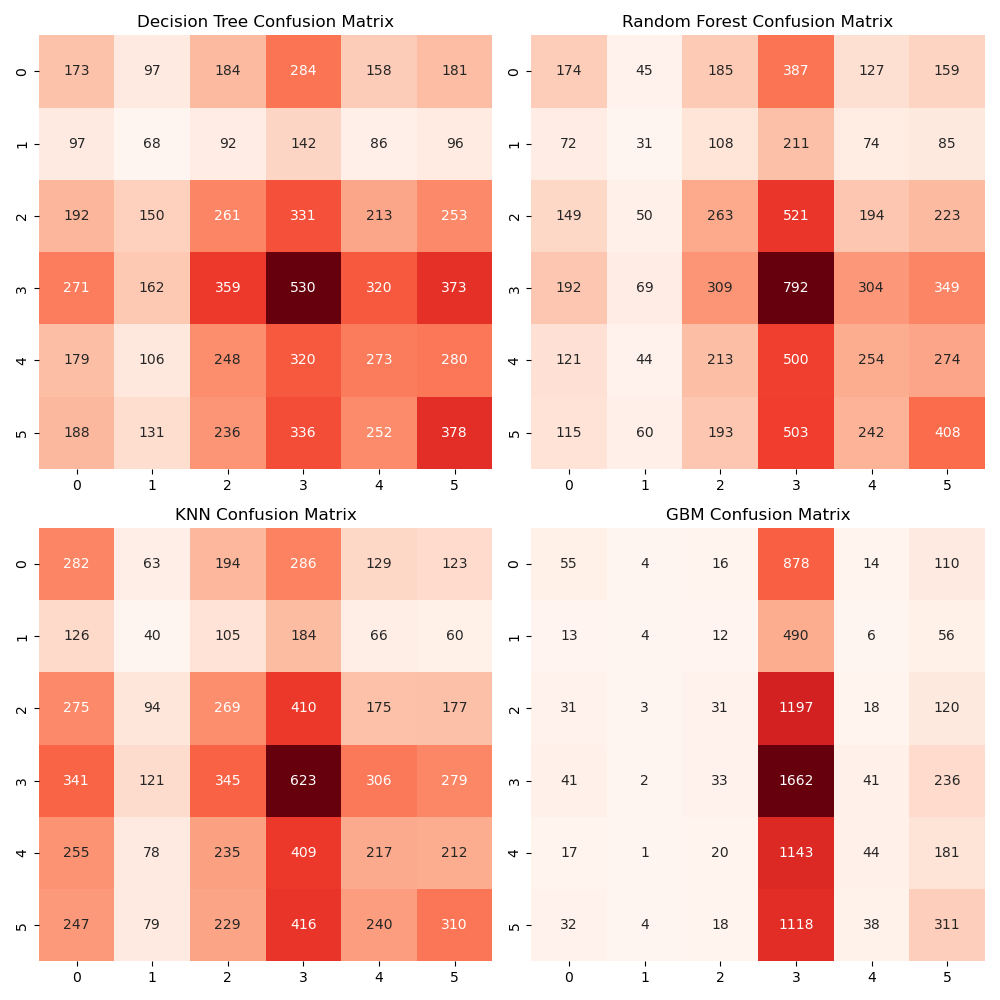 Decision Tree Confusion Matrix
0 173 97 184 284 158 181
1 97 68 92 142 86 96
2 192 150 261 331 213 253
3 271 162 359 530 320 373
4 179 106 248 320 273 280
5 188 131 236 336 252 378
0 1 2 3 4 5
Random Forest Confusion Matrix
0 174 45 185 387 127 159
1 72 31 108 211 74 85
2 149 50 263 521 194 223
3 192 69 309 792 304 349
4 121 44 213 500 254 274
5 115 60 193 503 242 408
0 1 2 3 4 5
KNN Confusion Matrix
0 282 63 194 286 129 123
1 126 40 105 184 66 60
2 275 94 269 410 175 177
3 341 121 345 623 306 279
4 255 78 235 409 217 212
5 247 79 229 416 240 310
0 1 2 3 4 5
GBM Confusion Matrix
0 55 4 16 878 14 110
1 13 4 12 490 6 56
2 31 3 31 1197 18 120
3 41 2 33 1662 41 236
4 17 1 20 1143 44 181
5 32 4 18 1118 38 311
0 1 2 3 4 5